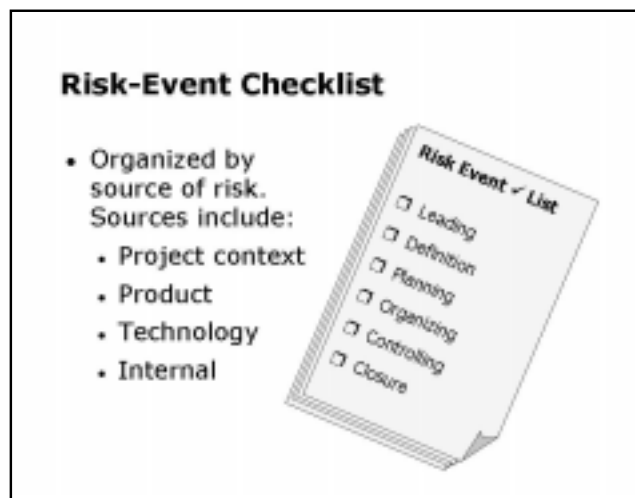 Risk-Event Checklist
• Organized by
source of risk.
Sources include:
• Project context
• Product
• Technology
• Internal
Risk Event ✓ List
❒ Leading
❒ Definition
❒ Planning
❒ Organizing
❒ Controlling
❒ Closure